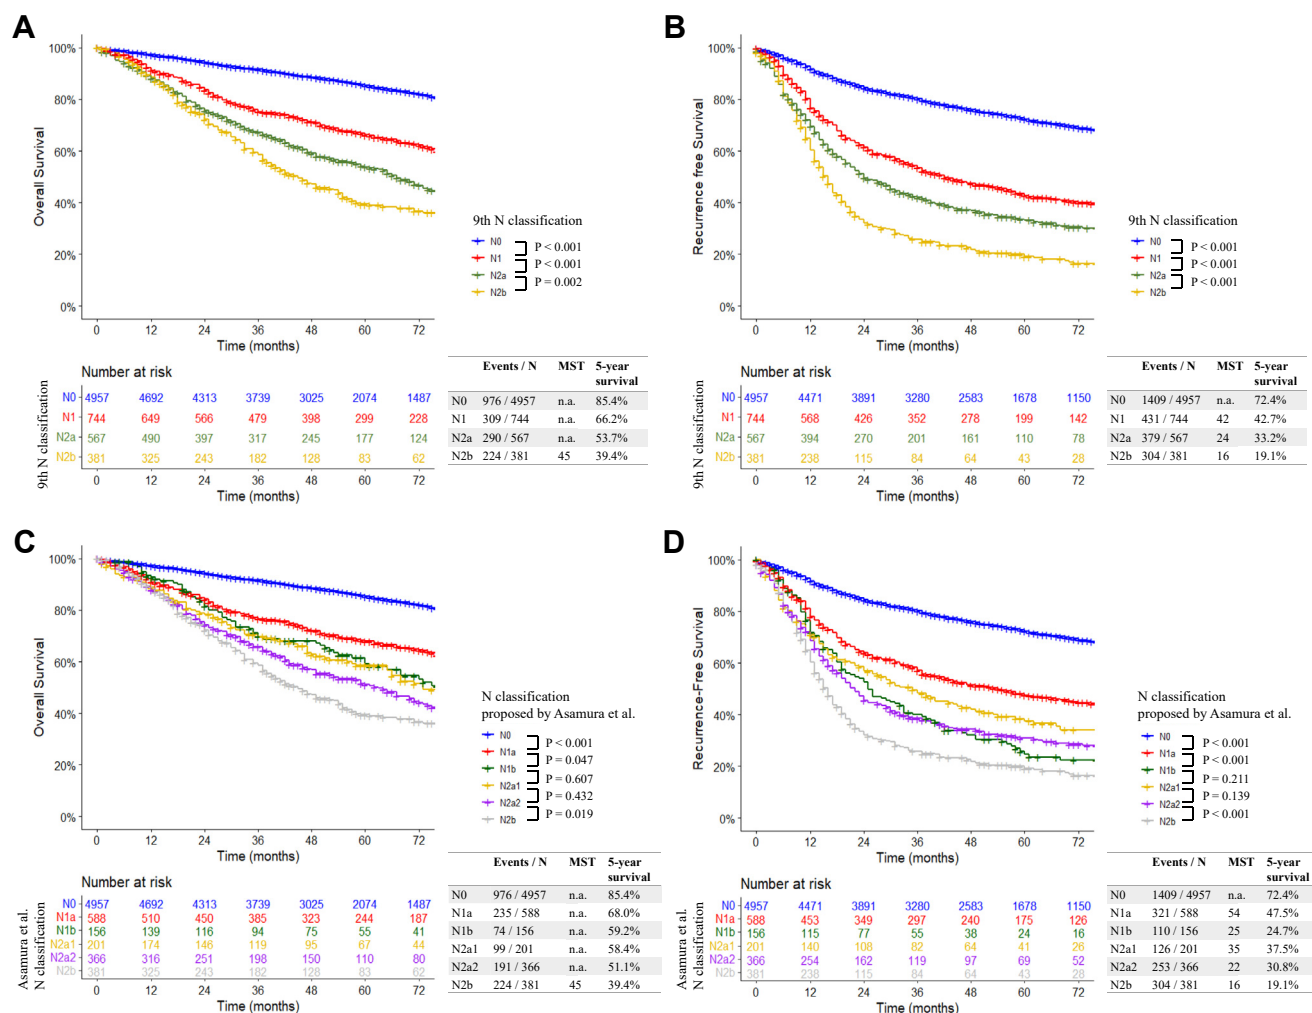 A
100%
80%
60%
40%
20%
0%
Overall Survival
0 12 24 36 48 60 72
Time (months)
9th N classification
N0
N1
N2a
N2b
P < 0.001
P < 0.001
P = 0.002
Number at risk
9th N classification
N0 4957 4692 4313 3739 3025 2074 1487
N1 744 649 566 479 398 299 228
N2a 567 490 397 317 245 177 124
N2b 381 325 243 182 128 83 62
0 12 24 36 48 60 72
Time (months)
Events / N MST 5-year survival
N0 976 / 4957 n.a. 85.4%
N1 309 / 744 n.a. 66.2%
N2a 290 / 567 n.a. 53.7%
N2b 224 / 381 45 39.4%
B
100%
80%
60%
40%
20%
0%
Recurrence free Survival
0 12 24 36 48 60 72
Time (months)
9th N classification
N0
N1
N2a
N2b
P < 0.001
P < 0.001
P < 0.001
Number at risk
9th N classification
N0 4957 4471 3891 3280 2583 1678 1150
N1 744 568 426 352 278 199 142
N2a 567 394 270 201 161 110 78
N2b 381 238 115 84 64 43 28
0 12 24 36 48 60 72
Time (months)
Events / N MST 5-year survival
N0 1409 / 4957 n.a. 72.4%
N1 431 / 744 42 42.7%
N2a 379 / 567 24 33.2%
N2b 304 / 381 16 19.1%
C
100%
80%
60%
40%
20%
0%
Overall Survival
0 12 24 36 48 60 72
Time (months)
N classification
proposed by Asamura et al.
N0
N1a
N1b
N2a1
N2a2
N2b
P < 0.001
P = 0.047
P = 0.607
P = 0.432
P = 0.019
Number at risk
Asamura et al.
N classification
N0 4957 4692 4313 3739 3025 2074 1487
N1a 588 510 450 385 323 244 187
N1b 156 139 116 94 75 55 41
N2a1 201 174 146 119 95 67 44
N2a2 366 316 251 198 150 110 80
N2b 381 325 243 182 128 83 62
0 12 24 36 48 60 72
Time (months)
Events / N MST 5-year survival
N0 976 / 4957 n.a. 85.4%
N1a 235 / 588 n.a. 68.0%
N1b 74 / 156 n.a. 59.2%
N2a1 99 / 201 n.a. 58.4%
N2a2 191 / 366 n.a. 51.1%
N2b 224 / 381 45 39.4%
D
100%
80%
60%
40%
20%
0%
Recurrence-Free Survival
0 12 24 36 48 60 72
Time (months)
N classification
proposed by Asamura et al.
N0
N1a
N1b
N2a1
N2a2
N2b
P < 0.001
P < 0.001
P = 0.211
P = 0.139
P < 0.001
Number at risk
Asamura et al.
N classification
N0 4957 4471 3891 3280 2583 1678 1150
N1a 588 453 349 297 240 175 126
N1b 156 115 77 55 38 24 16
N2a1 201 140 108 82 64 41 26
N2a2 366 254 162 119 97 69 52
N2b 381 238 115 84 64 43 28
0 12 24 36 48 60 72
Time (months)
Events / N MST 5-year survival
N0 1409 / 4957 n.a. 72.4%
N1a 321 / 588 54 47.5%
N1b 110 / 156 25 24.7%
N2a1 126 / 201 35 37.5%
N2a2 253 / 366 22 30.8%
N2b 304 / 381 16 19.1%